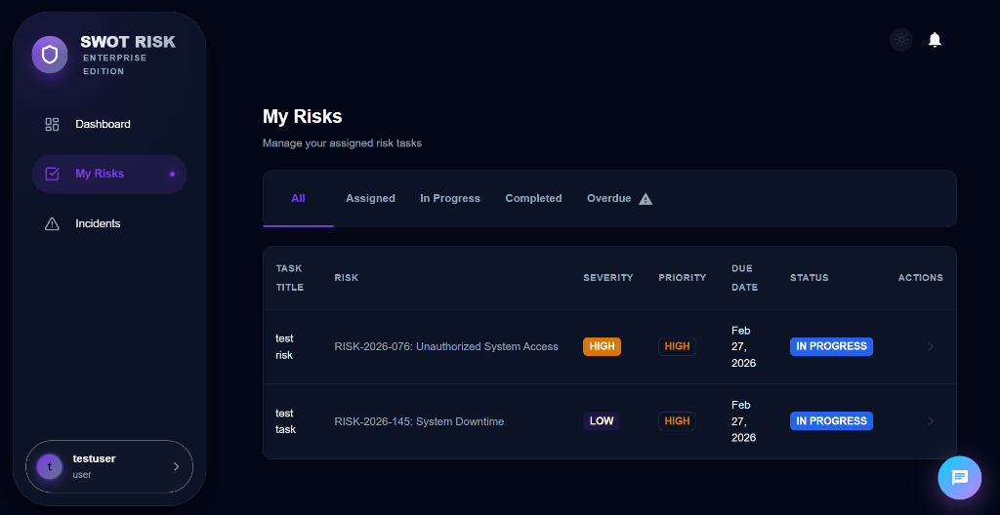 SWOT RISK
ENTERPRISE
EDITION
Dashboard
My Risks
Incidents
t
testuser
user
My Risks
Manage your assigned risk tasks
All Assigned In Progress Completed Overdue
TASK TITLE RISK SEVERITY PRIORITY DUE DATE STATUS ACTIONS
test risk RISK-2026-076: Unauthorized System Access HIGH HIGH Feb 27, 2026 IN PROGRESS
test task RISK-2026-145: System Downtime LOW HIGH Feb 27, 2026 IN PROGRESS